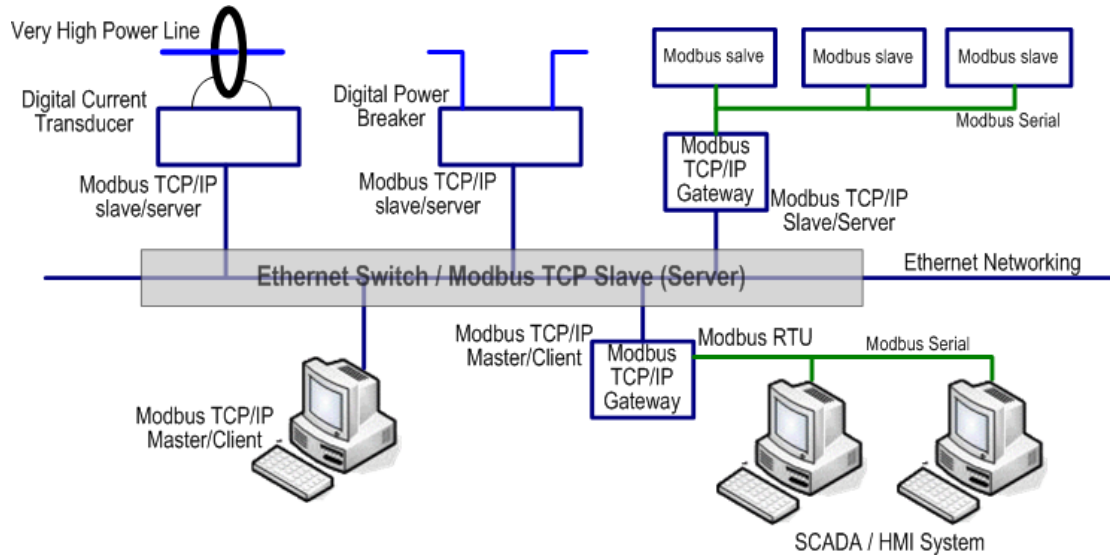 Very High Power Line
Digital Current
Transducer
Modbus TCP/IP
slave/server
Digital Power
Breaker
Modbus TCP/IP
slave/server
Modbus salve
Modbus slave
Modbus slave
Modbus Serial
Modbus
TCP/IP
Gateway
Modbus TCP/IP
Slave/Server
Ethernet Switch / Modbus TCP Slave (Server)
Ethernet Networking
Modbus TCP/IP
Master/Client
Modbus TCP/IP
Master/Client
Modbus
TCP/IP
Gateway
Modbus RTU
Modbus Serial
SCADA / HMI System